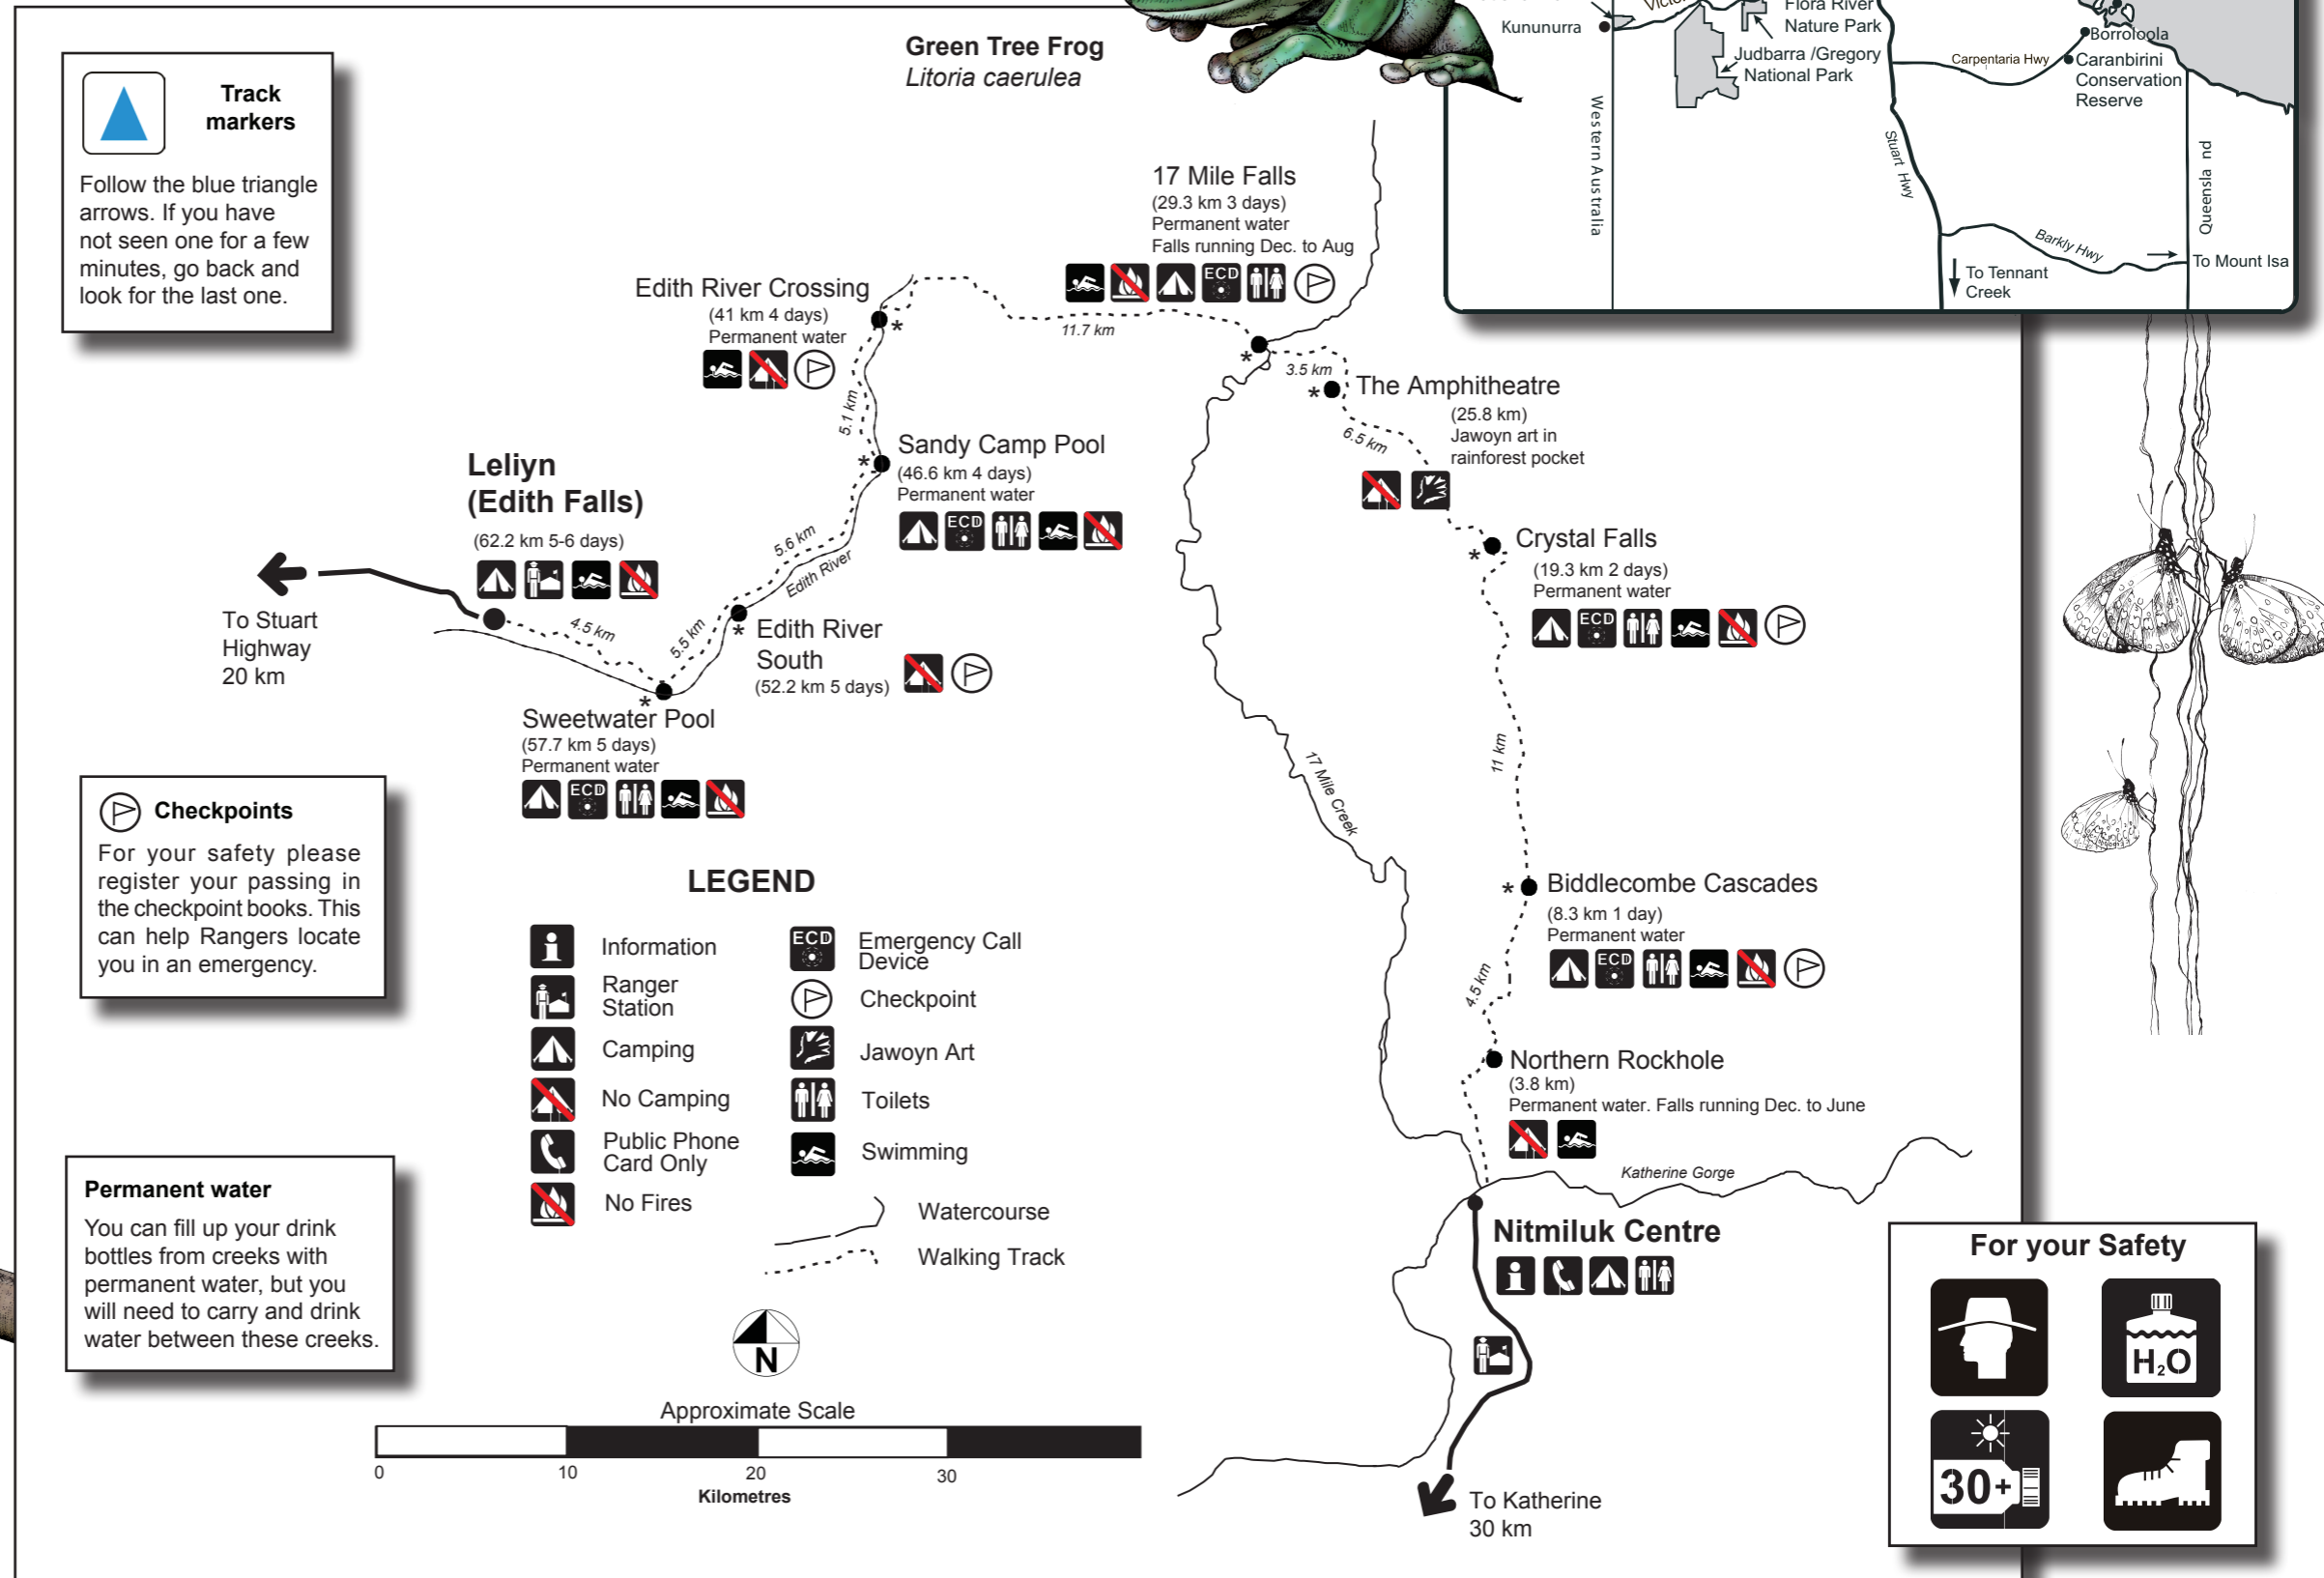 Green Tree Frog
Litoria caerulea
Kununurra
Flora River
Nature Park
Judbarra /Gregory
National Park
Borroloola
Carpentaria Hwy
Caranbirini
Conservation
Reserve
Western Australia
Stuart Hwy
Queensla nd
Barkly Hwy
To Mount Isa
To Tennant
Creek
Track
markers
Follow the blue triangle
arrows. If you have
not seen one for a few
minutes, go back and
look for the last one.
17 Mile Falls
(29.3 km 3 days)
Permanent water
Falls running Dec. to Aug
ECD
Edith River Crossing
(41 km 4 days)
Permanent water
11.7 km
3.5 km
The Amphitheatre
(25.8 km)
Jawoyn art in
rainforest pocket
6.5 km
5.1 km
Sandy Camp Pool
(46.6 km 4 days)
Permanent water
ECD
Leliyn
(Edith Falls)
(62.2 km 5-6 days)
5.6 km
Edith River
Crystal Falls
(19.3 km 2 days)
Permanent water
ECD
To Stuart
Highway
20 km
4.5 km
5.5 km
Edith River
South
(52.2 km 5 days)
Sweetwater Pool
(57.7 km 5 days)
Permanent water
ECD
11 km
17 Mile Creek
Checkpoints
For your safety please
register your passing in
the checkpoint books. This
can help Rangers locate
you in an emergency.
Biddlecombe Cascades
(8.3 km 1 day)
Permanent water
ECD
4.5 km
Northern Rockhole
(3.8 km)
Permanent water. Falls running Dec. to June
Katherine Gorge
Nitmiluk Centre
To Katherine
30 km
LEGEND
Information
Ranger
Station
Camping
No Camping
Public Phone
Card Only
No Fires
ECD
Emergency Call
Device
Checkpoint
Jawoyn Art
Toilets
Swimming
Watercourse
Walking Track
Permanent water
You can fill up your drink
bottles from creeks with
permanent water, but you
will need to carry and drink
water between these creeks.
N
Approximate Scale
0 10 20 30
Kilometres
For your Safety
H₂O
30+